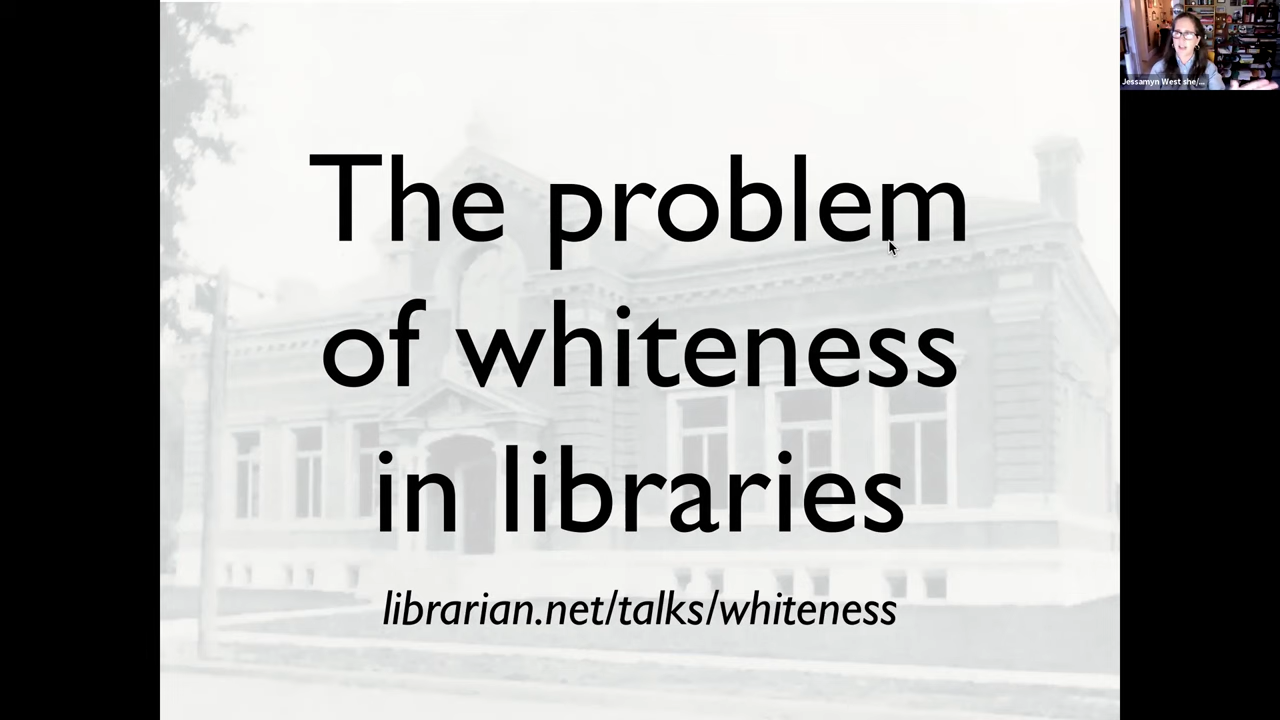 The problem
of whiteness
in libraries
librarian.net/talks/whiteness
Jessamyn West she/...